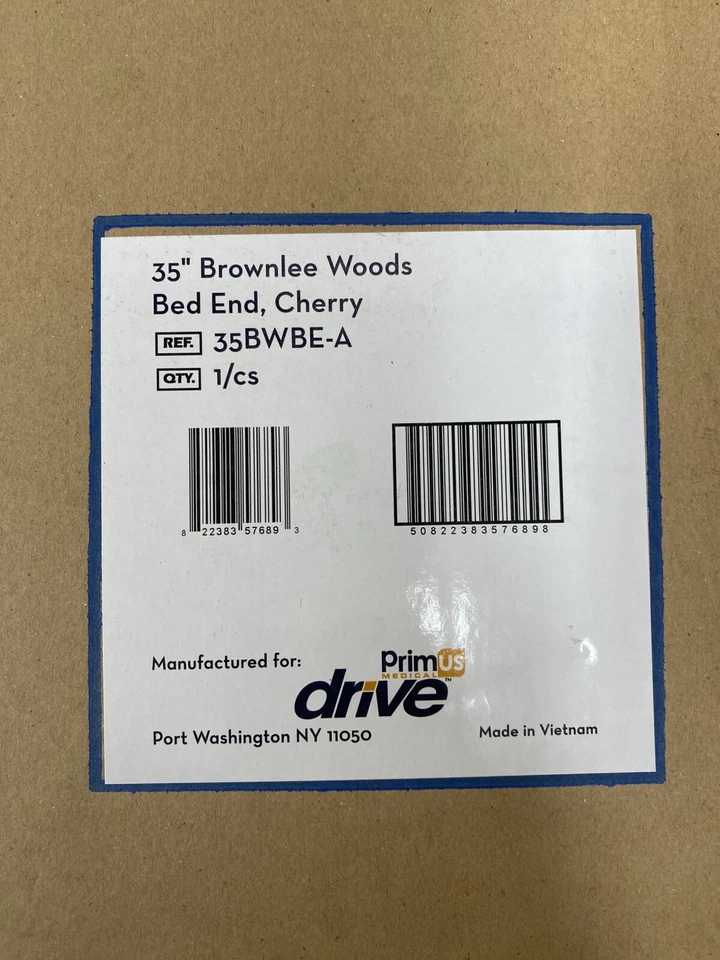 35" Brownlee Woods
Bed End, Cherry
REF. 35BWBE-A
QTY. 1/cs
8 22383 57689 3
50822383576898
Manufactured for:
PrimUS
MEDICAL
drive™
Port Washington NY 11050
Made in Vietnam